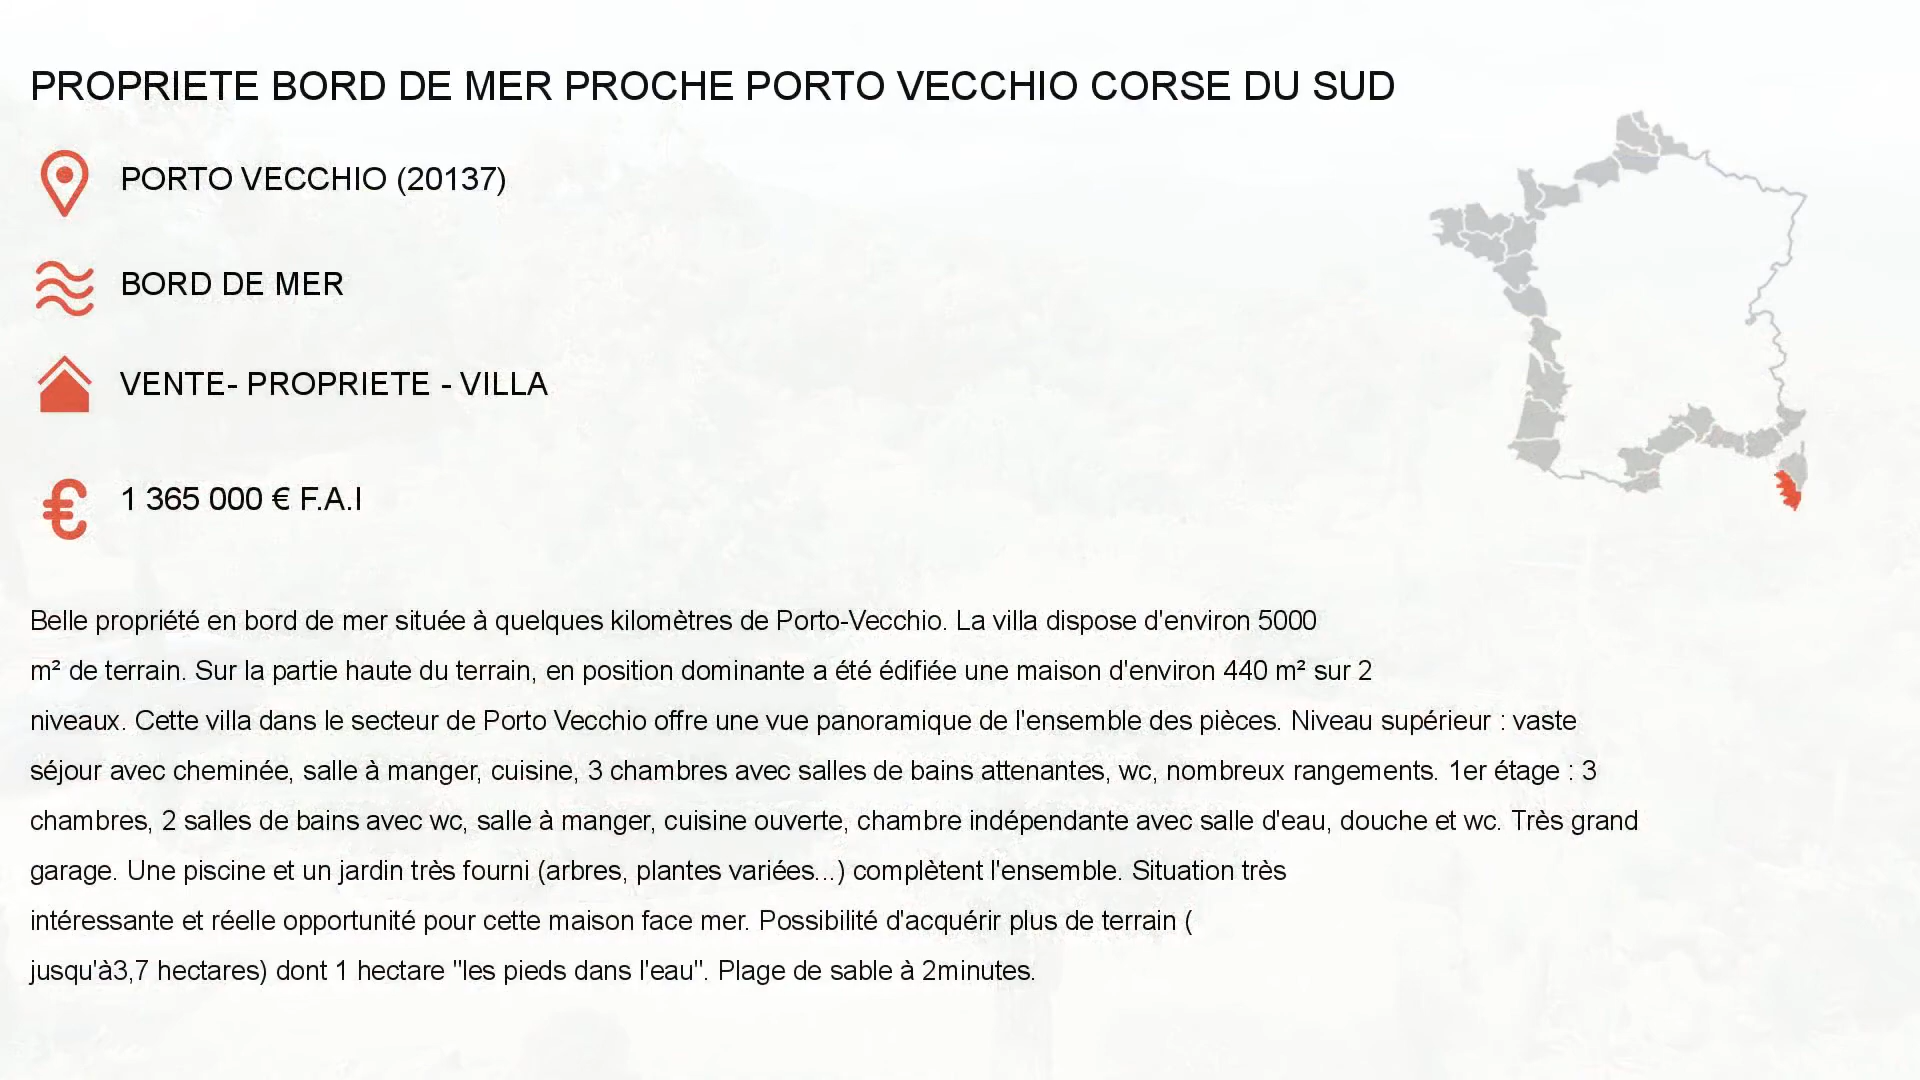 PROPRIETE BORD DE MER PROCHE PORTO VECCHIO CORSE DU SUD
PORTO VECCHIO (20137)
BORD DE MER
VENTE- PROPRIETE - VILLA
1 365 000 € F.A.I
Belle propriété en bord de mer située à quelques kilomètres de Porto-Vecchio. La villa dispose d'environ 5000
m² de terrain. Sur la partie haute du terrain, en position dominante a été édifiée une maison d'environ 440 m² sur 2
niveaux. Cette villa dans le secteur de Porto Vecchio offre une vue panoramique de l'ensemble des pièces. Niveau supérieur : vaste
séjour avec cheminée, salle à manger, cuisine, 3 chambres avec salles de bains attenantes, wc, nombreux rangements. 1er étage : 3
chambres, 2 salles de bains avec wc, salle à manger, cuisine ouverte, chambre indépendante avec salle d'eau, douche et wc. Très grand
garage. Une piscine et un jardin très fourni (arbres, plantes variées...) complètent l'ensemble. Situation très
intéressante et réelle opportunité pour cette maison face mer. Possibilité d'acquérir plus de terrain (
jusqu'à3,7 hectares) dont 1 hectare "les pieds dans l'eau". Plage de sable à 2minutes.